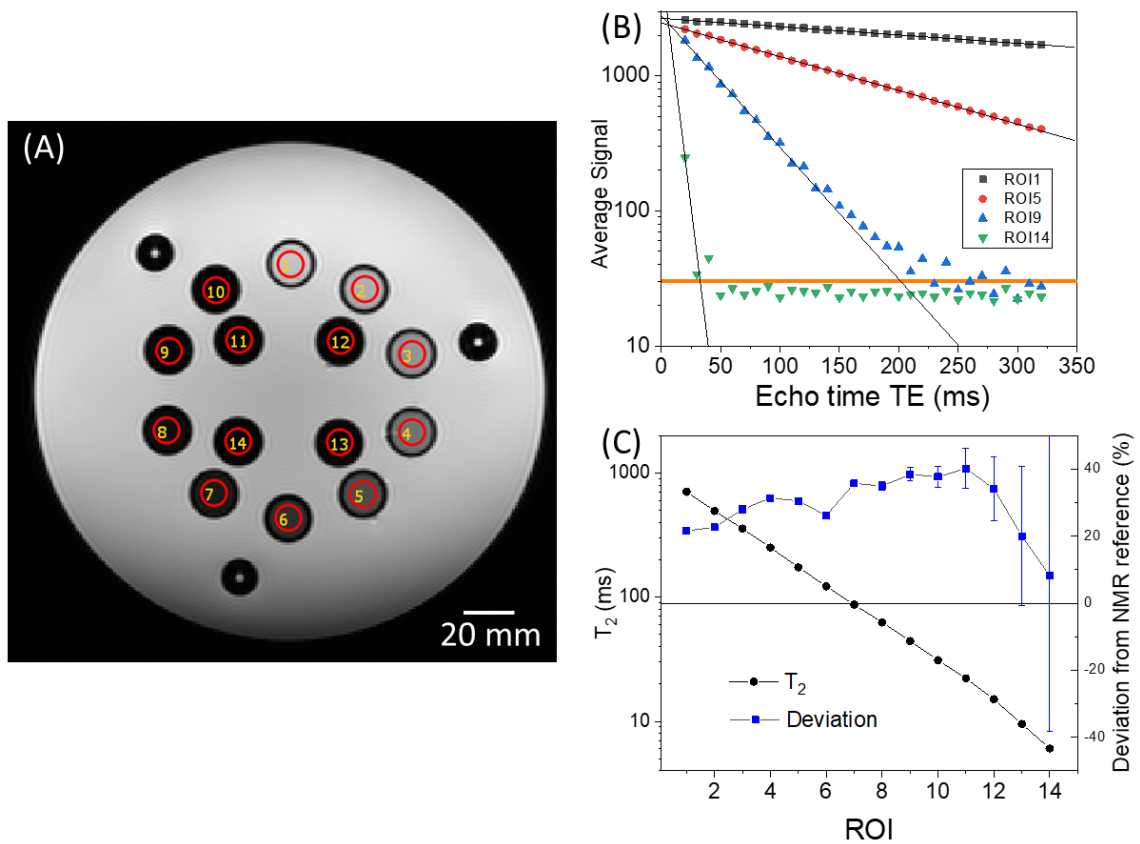 (A)
1
2
10
11
12
3
9
4
8
14
13
7
5
6
20 mm
(B)
1000
100
10
Average Signal
ROI1
ROI5
ROI9
ROI14
0 50 100 150 200 250 300 350
Echo time TE (ms)
(C)
1000
100
10
T2 (ms)
40
20
0
-20
-40
Deviation from NMR reference (%)
T2
Deviation
2 4 6 8 10 12 14
ROI